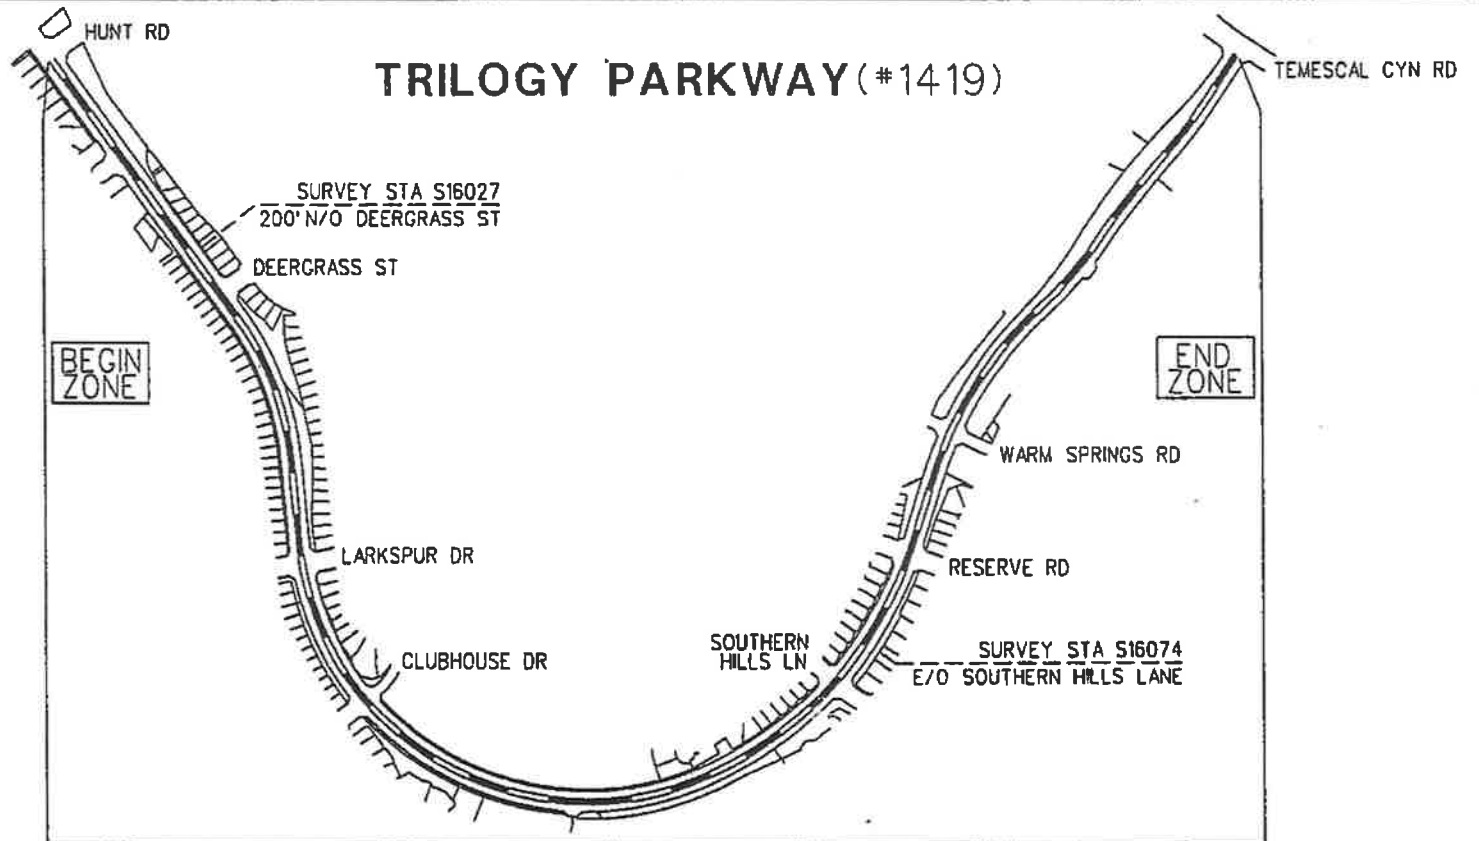 HUNT RD
TRILOGY PARKWAY (#1419)
TEMESCAL CYN RD
SURVEY STA S16027
200' N/O DEERGRASS ST
DEERGRASS ST
BEGIN
ZONE
END
ZONE
WARM SPRINGS RD
LARKSPUR DR
RESERVE RD
SOUTHERN
HILLS LN
CLUBHOUSE DR
SURVEY STA S16074
E/O SOUTHERN HILLS LANE